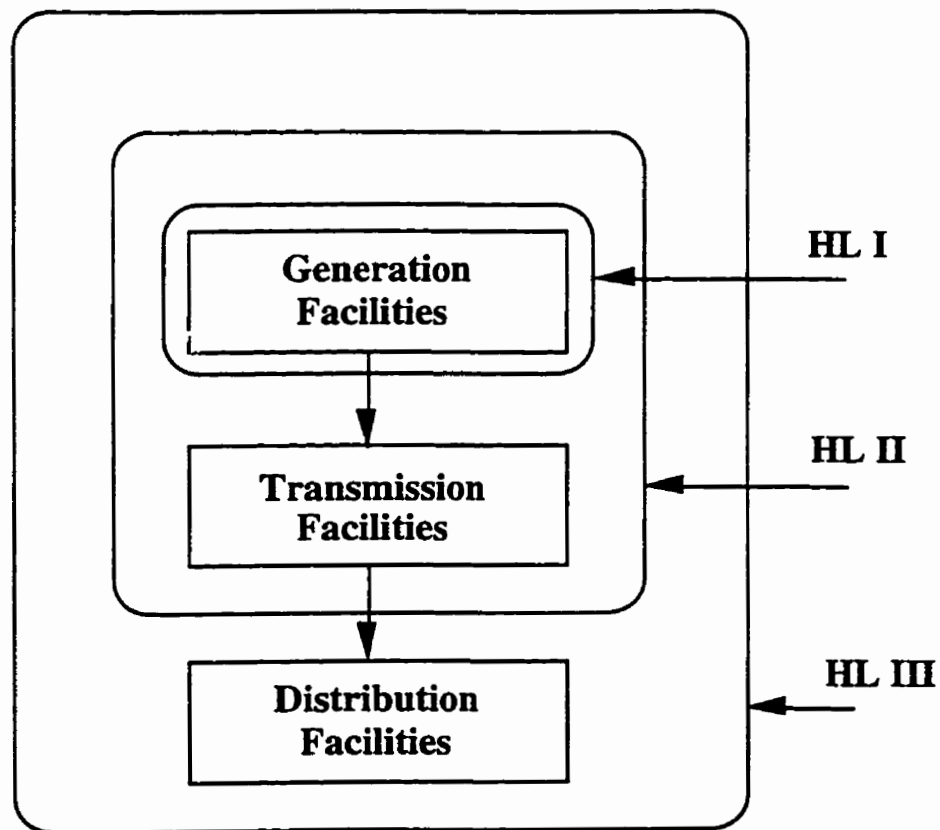 Generation
Facilities
HL I
Transmission
Facilities
HL II
Distribution
Facilities
HL III